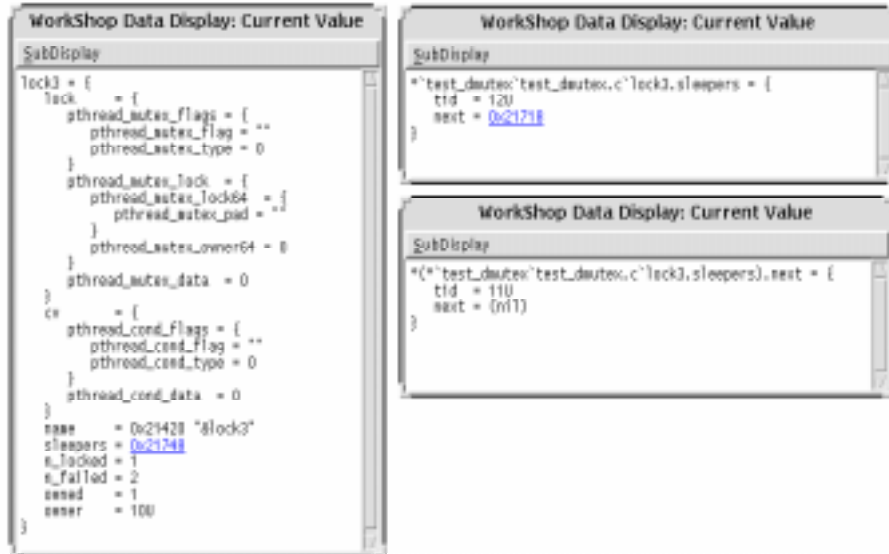 WorkShop Data Display: Current Value
SubDisplay
lock3 = {
lock = {
pthread_mutex_flags = {
pthread_mutex_flag = ""
pthread_mutex_type = 0
}
pthread_mutex_lock = {
pthread_mutex_lock64 = {
pthread_mutex_pad = ""
}
pthread_mutex_owner64 = 0
}
pthread_mutex_data = 0
}
cv = {
pthread_cond_flags = {
pthread_cond_flag = ""
pthread_cond_type = 0
}
pthread_cond_data = 0
}
name = 0x21420 "&lock3"
sleepers = 0x21748
n_locked = 1
n_failed = 2
owned = 1
owner = 10U
}
WorkShop Data Display: Current Value
SubDisplay
*`test_dmutex`test_dmutex.c`lock3.sleepers = {
tid = 12U
next = 0x21718
}
WorkShop Data Display: Current Value
SubDisplay
*(*`test_dmutex`test_dmutex.c`lock3.sleepers).next = {
tid = 11U
next = (nil)
}